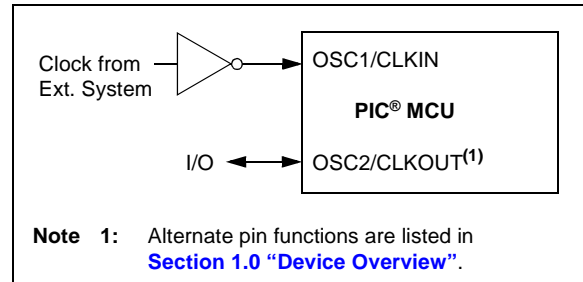 Clock from
Ext. System
OSC1/CLKIN
PIC® MCU
I/O
OSC2/CLKOUT(1)
Note 1: Alternate pin functions are listed in
Section 1.0 “Device Overview”.